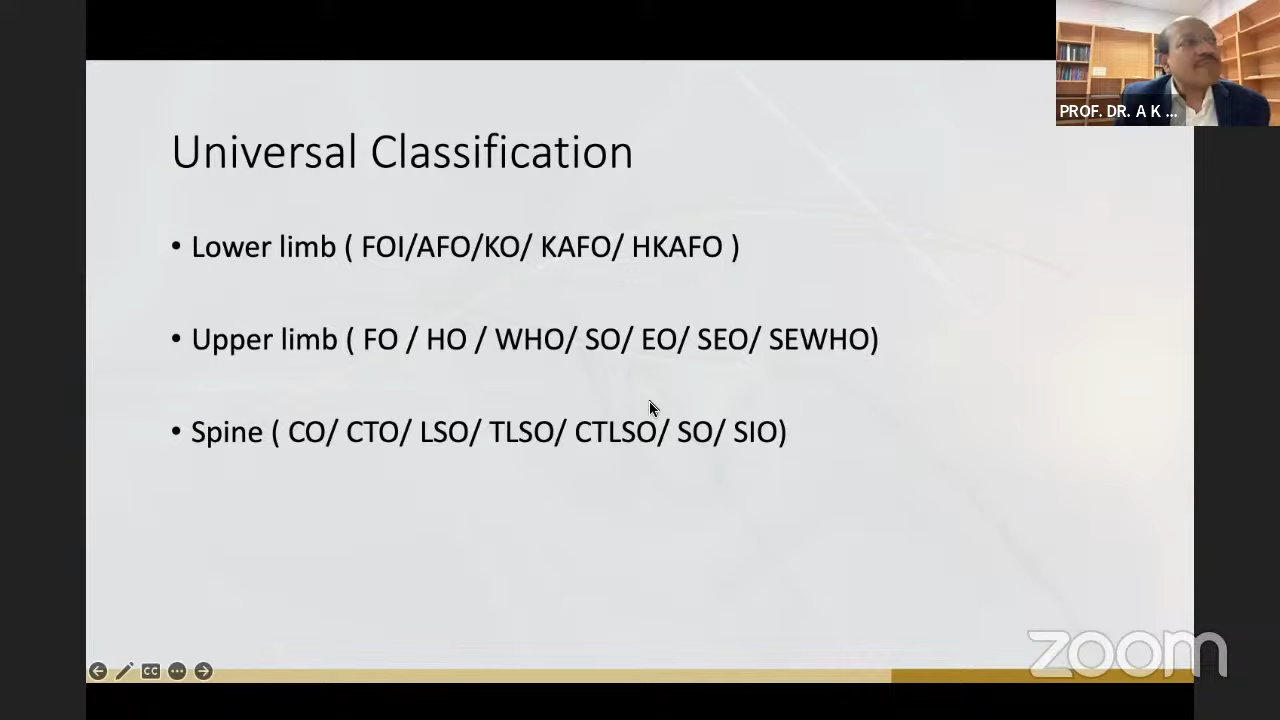 PROF. DR. A K ...
Universal Classification
• Lower limb ( FOI/AFO/KO/ KAFO/ HKAFO )
• Upper limb ( FO / HO / WHO/ SO/ EO/ SEO/ SEWHO)
• Spine ( CO/ CTO/ LSO/ TLSO/ CTLSO/ SO/ SIO)
CC
zoom